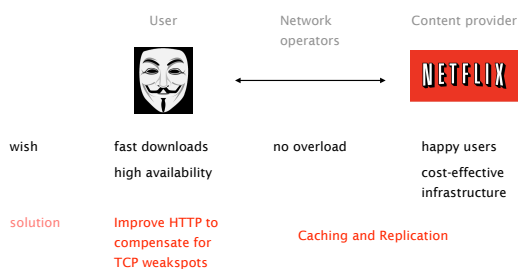 User
Network
operators
Content provider
NETFLIX
wish
fast downloads
high availability
no overload
happy users
cost-effective
infrastructure
solution
Improve HTTP to
compensate for
TCP weakspots
Caching and Replication